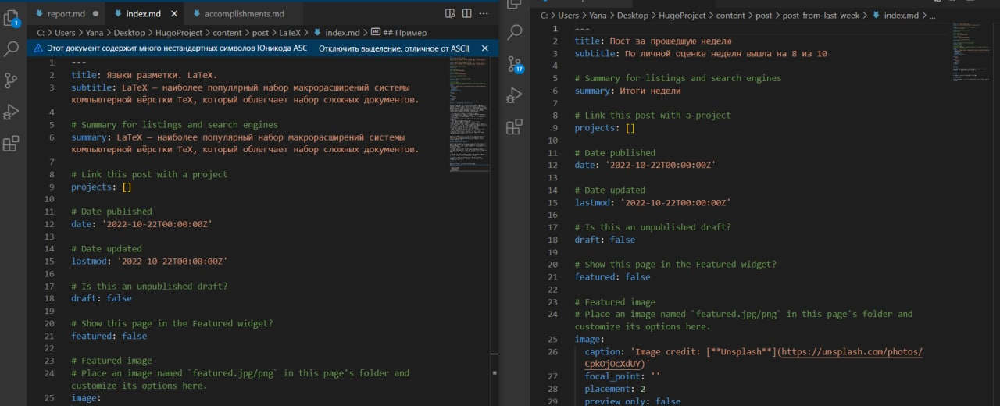 report.md
index.md
accomplishments.md
C: > Users > Yana > Desktop > HugoProject > content > post > LaTeX > index.md > ## Пример
1
Этот документ содержит много нестандартных символов Юникода ASC Отключить выделение, отличное от ASCII
1 ---
2 title: Языки разметки. LaTeX.
3 subtitle: LaTeX — наиболее популярный набор макрорасширений системы
компьютерной вёрстки TeX, который облегчает набор сложных документов.
4
5 # Summary for listings and search engines
6 summary: LaTeX — наиболее популярный набор макрорасширений системы
компьютерной вёрстки TeX, который облегчает набор сложных документов.
7
8 # Link this post with a project
9 projects: []
10
11 # Date published
12 date: '2022-10-22T00:00:00Z'
13
14 # Date updated
15 lastmod: '2022-10-22T00:00:00Z'
16
17 # Is this an unpublished draft?
18 draft: false
19
20 # Show this page in the Featured widget?
21 featured: false
22
23 # Featured image
24 # Place an image named `featured.jpg/png` in this page's folder and
customize its options here.
25 image:
C: > Users > Yana > Desktop > HugoProject > content > post > post-from-last-week > index.md > ...
17
1 ---
2 title: Пост за прошедшую неделю
3 subtitle: По личной оценке неделя вышла на 8 из 10
4
5 # Summary for listings and search engines
6 summary: Итоги недели
7
8 # Link this post with a project
9 projects: []
10
11 # Date published
12 date: '2022-10-22T00:00:00Z'
13
14 # Date updated
15 lastmod: '2022-10-22T00:00:00Z'
16
17 # Is this an unpublished draft?
18 draft: false
19
20 # Show this page in the Featured widget?
21 featured: false
22
23 # Featured image
24 # Place an image named `featured.jpg/png` in this page's folder and
customize its options here.
25 image:
26 caption: 'Image credit: [**Unsplash**](https://unsplash.com/photos/
CpkOjOcXdUY)'
27 focal_point: ''
28 placement: 2
29 preview_only: false